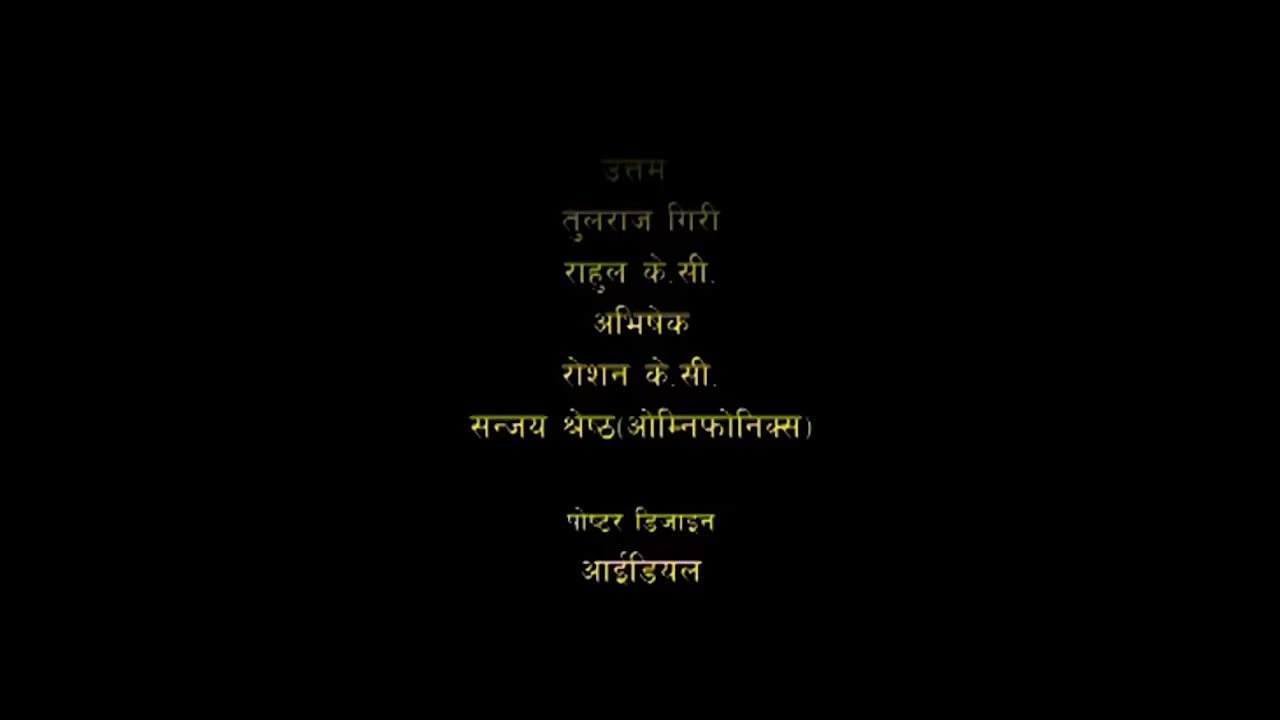 उत्तम
तुलराज गिरी
राहुल के.सी.
अभिषेक
रोशन के.सी.
सन्जय श्रेष्ठ(ओम्निफोनिक्स)
पोष्टर डिजाइन
आईडियल